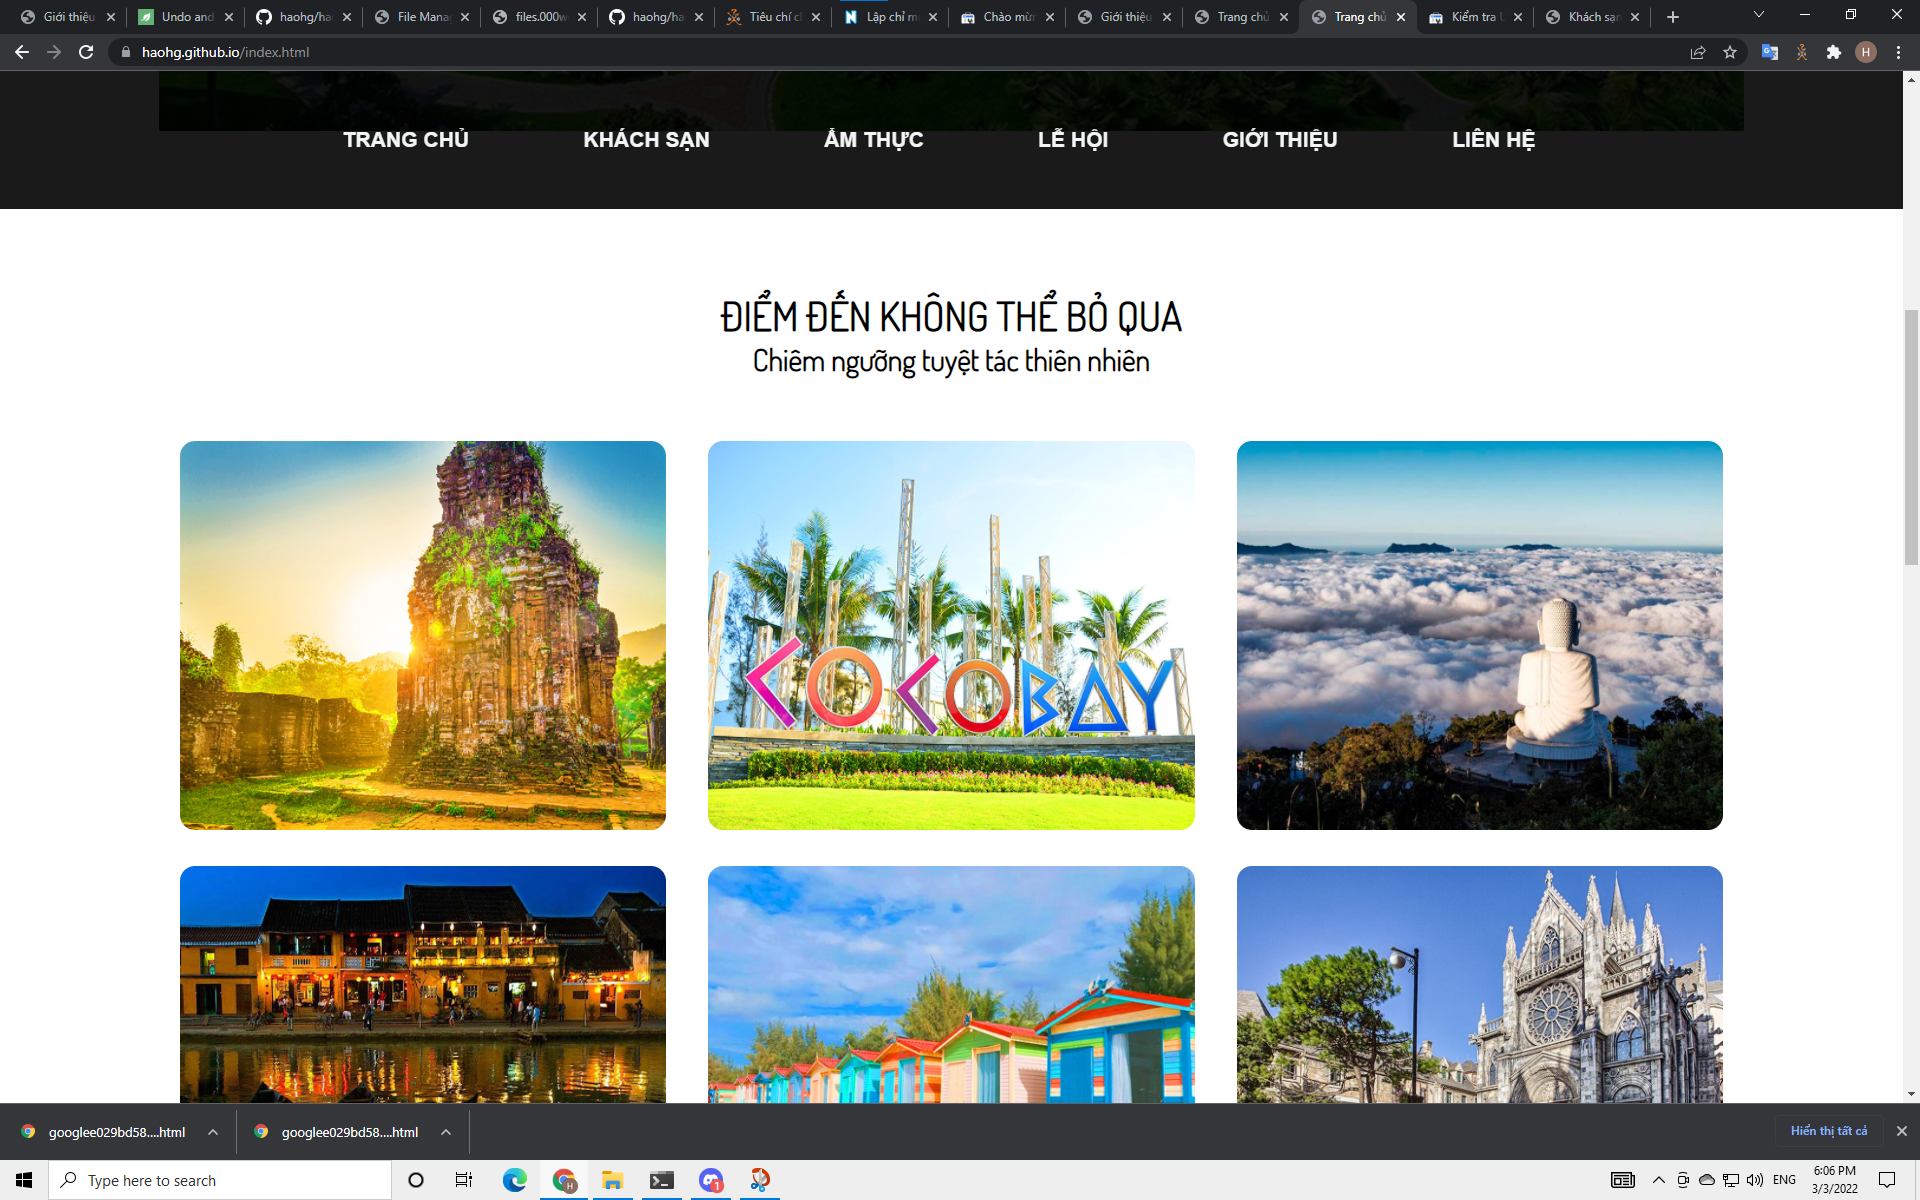 Giới thiệu
Undo and
haohg/ha
File Mana
files.000w
haohg/ha
Tiêu chí c
Lập chỉ m
Chào mừn
Giới thiệu
Trang chủ
Trang chủ
Kiểm tra
Khách sạn
haohg.github.io/index.html
H
TRANG CHỦ
KHÁCH SẠN
ẨM THỰC
LỄ HỘI
GIỚI THIỆU
LIÊN HỆ
ĐIỂM ĐẾN KHÔNG THỂ BỎ QUA
Chiêm ngưỡng tuyệt tác thiên nhiên
COCOBAY
googlee029bd58....html
googlee029bd58....html
Hiển thị tất cả
Type here to search
H
1
ENG
6:06 PM
3/3/2022